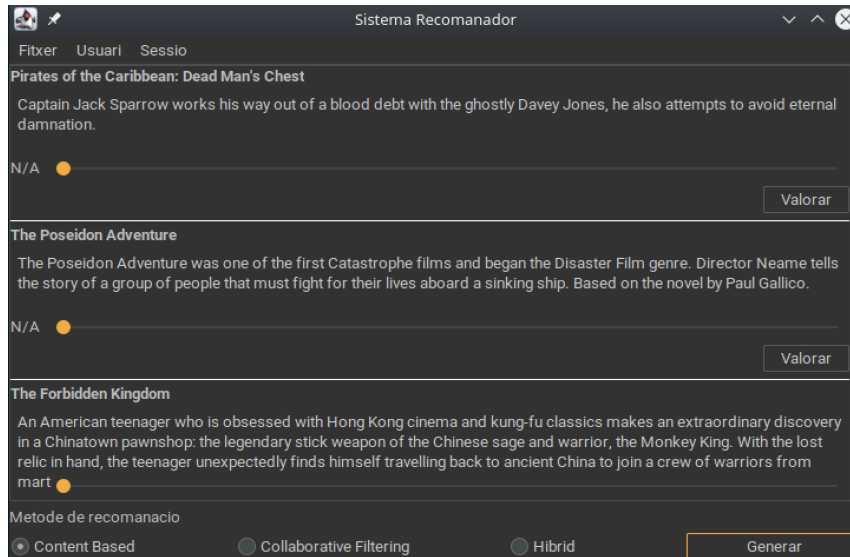 Sistema Recomanador
Fitxer Usuari Sessio
Pirates of the Caribbean: Dead Man's Chest
Captain Jack Sparrow works his way out of a blood debt with the ghostly Davey Jones, he also attempts to avoid eternal
damnation.
N/A
Valorar
The Poseidon Adventure
The Poseidon Adventure was one of the first Catastrophe films and began the Disaster Film genre. Director Neame tells
the story of a group of people that must fight for their lives aboard a sinking ship. Based on the novel by Paul Gallico.
N/A
Valorar
The Forbidden Kingdom
An American teenager who is obsessed with Hong Kong cinema and kung-fu classics makes an extraordinary discovery
in a Chinatown pawnshop: the legendary stick weapon of the Chinese sage and warrior, the Monkey King. With the lost
relic in hand, the teenager unexpectedly finds himself travelling back to ancient China to join a crew of warriors from
mart
Metode de recomanacio
Content Based Collaborative Filtering Hibrid Generar